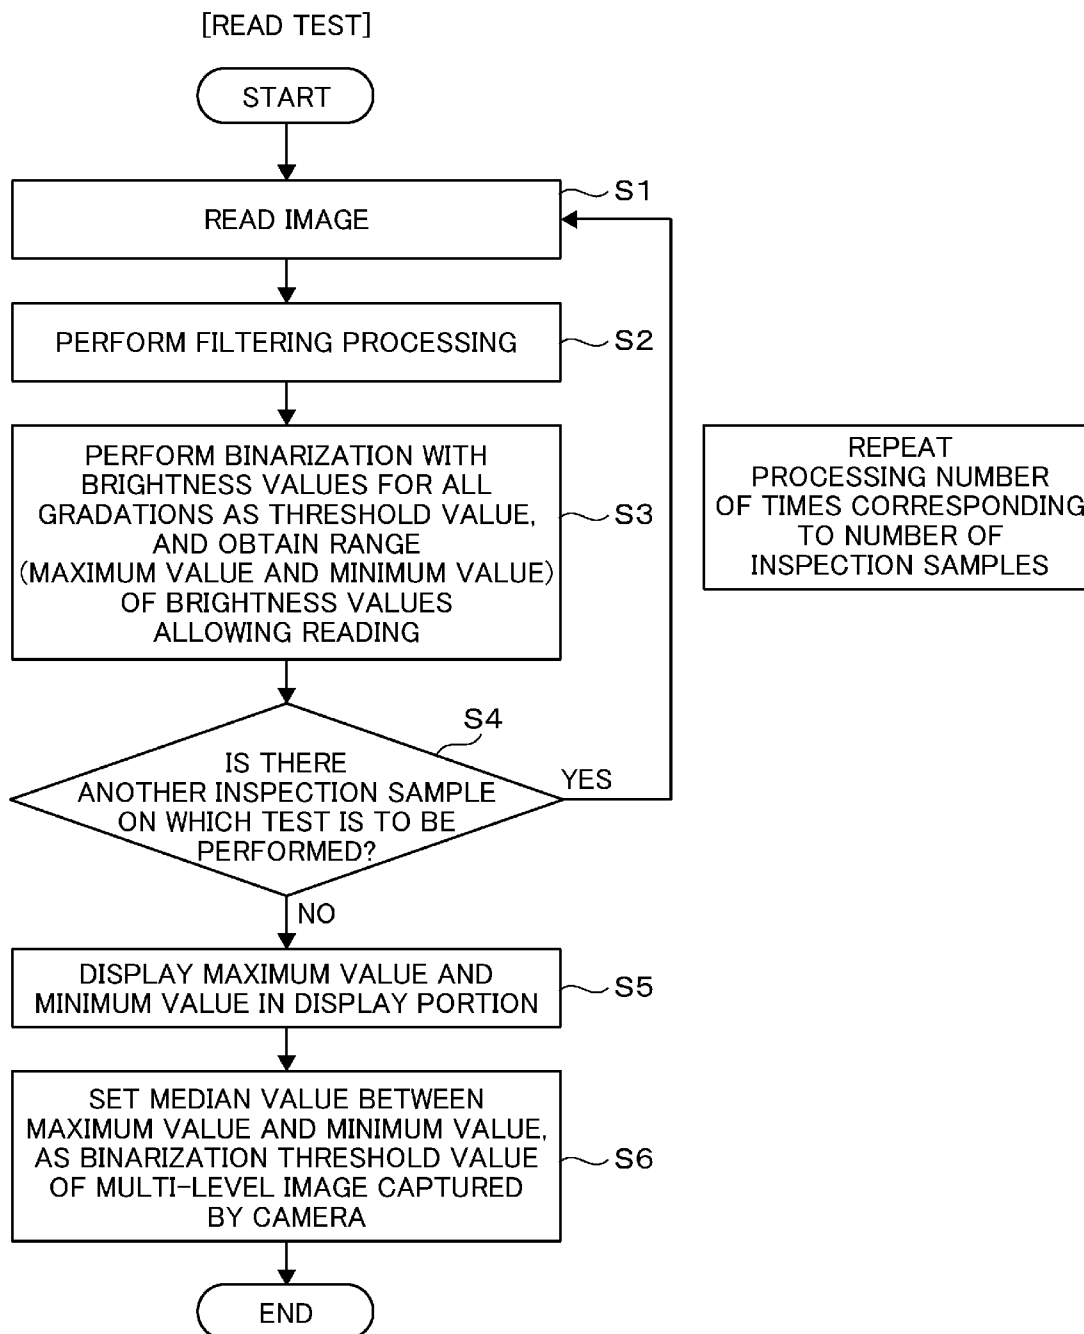 [READ TEST]
START
S1
READ IMAGE
PERFORM FILTERING PROCESSING
S2
PERFORM BINARIZATION WITH
BRIGHTNESS VALUES FOR ALL
GRADATIONS AS THRESHOLD VALUE,
AND OBTAIN RANGE
(MAXIMUM VALUE AND MINIMUM VALUE)
OF BRIGHTNESS VALUES
ALLOWING READING
S3
REPEAT
PROCESSING NUMBER
OF TIMES CORRESPONDING
TO NUMBER OF
INSPECTION SAMPLES
S4
IS THERE
ANOTHER INSPECTION SAMPLE
ON WHICH TEST IS TO BE
PERFORMED?
YES
NO
DISPLAY MAXIMUM VALUE AND
MINIMUM VALUE IN DISPLAY PORTION
S5
SET MEDIAN VALUE BETWEEN
MAXIMUM VALUE AND MINIMUM VALUE,
AS BINARIZATION THRESHOLD VALUE
OF MULTI-LEVEL IMAGE CAPTURED
BY CAMERA
S6
END